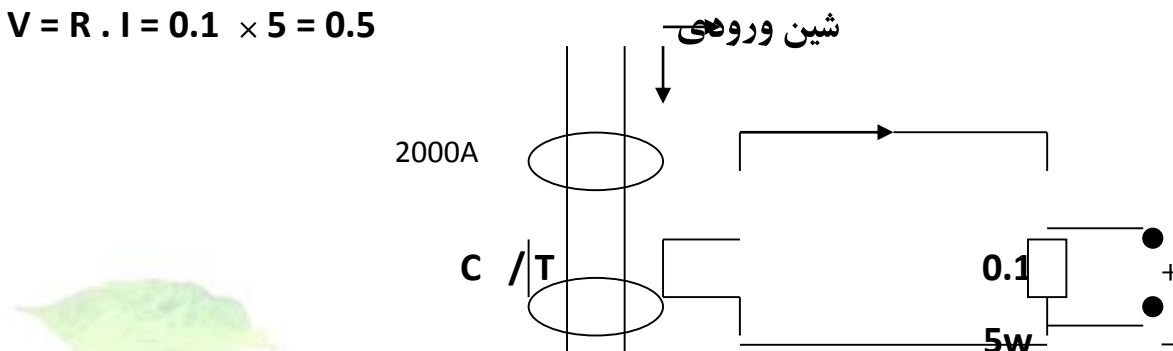 V = R . I = 0.1 × 5 = 0.5
شین ورودی
2000A
C / T
0.1
+
5w
-